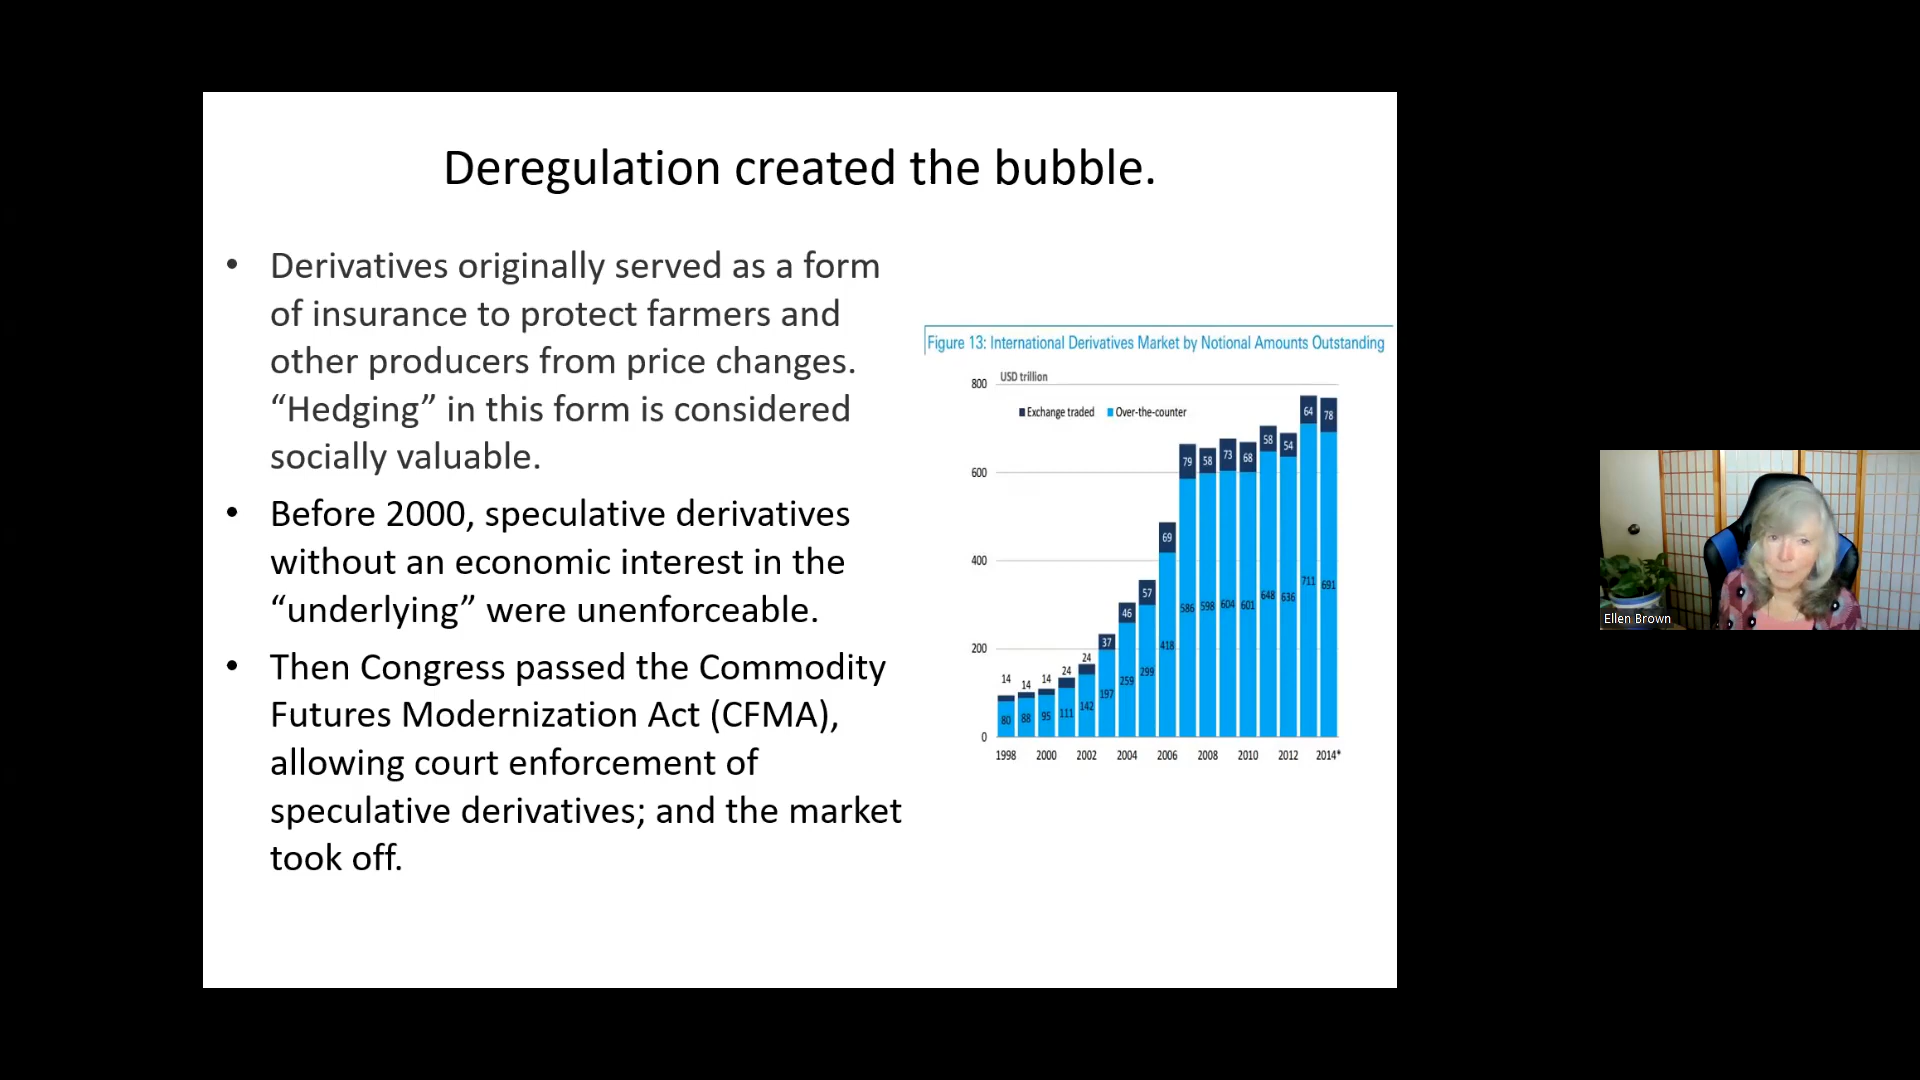 Deregulation created the bubble.
• Derivatives originally served as a form
of insurance to protect farmers and
other producers from price changes.
“Hedging” in this form is considered
socially valuable.
• Before 2000, speculative derivatives
without an economic interest in the
“underlying” were unenforceable.
• Then Congress passed the Commodity
Futures Modernization Act (CFMA),
allowing court enforcement of
speculative derivatives; and the market
took off.
Figure 13: International Derivatives Market by Notional Amounts Outstanding
USD trillion
800
Exchange traded Over-the-counter
600
400
200
0
14 14 14 24 24 37 46 57 69 79 58 73 68 58 54 64 78
80 88 95 111 142 197 259 299 418 586 598 604 601 648 636 711 691
1998 2000 2002 2004 2006 2008 2010 2012 2014*
Ellen Brown